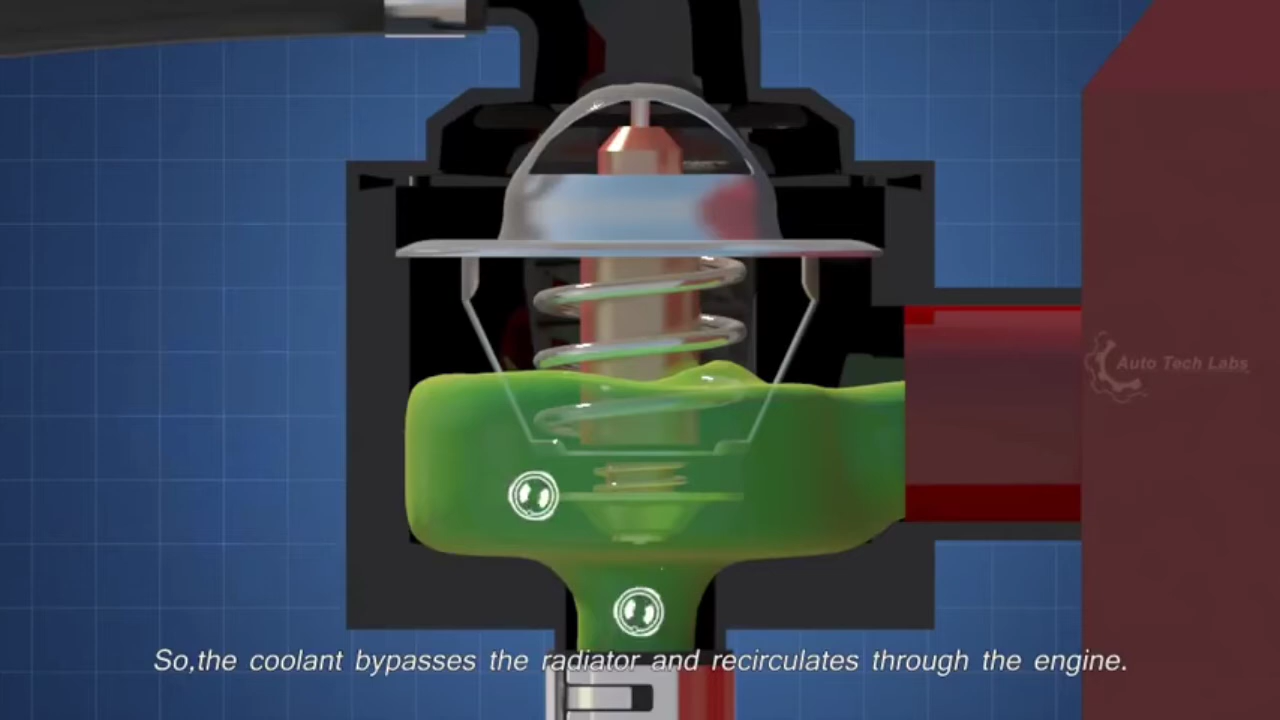 Auto Tech Labs
So,the coolant bypasses the radiator and recirculates through the engine.